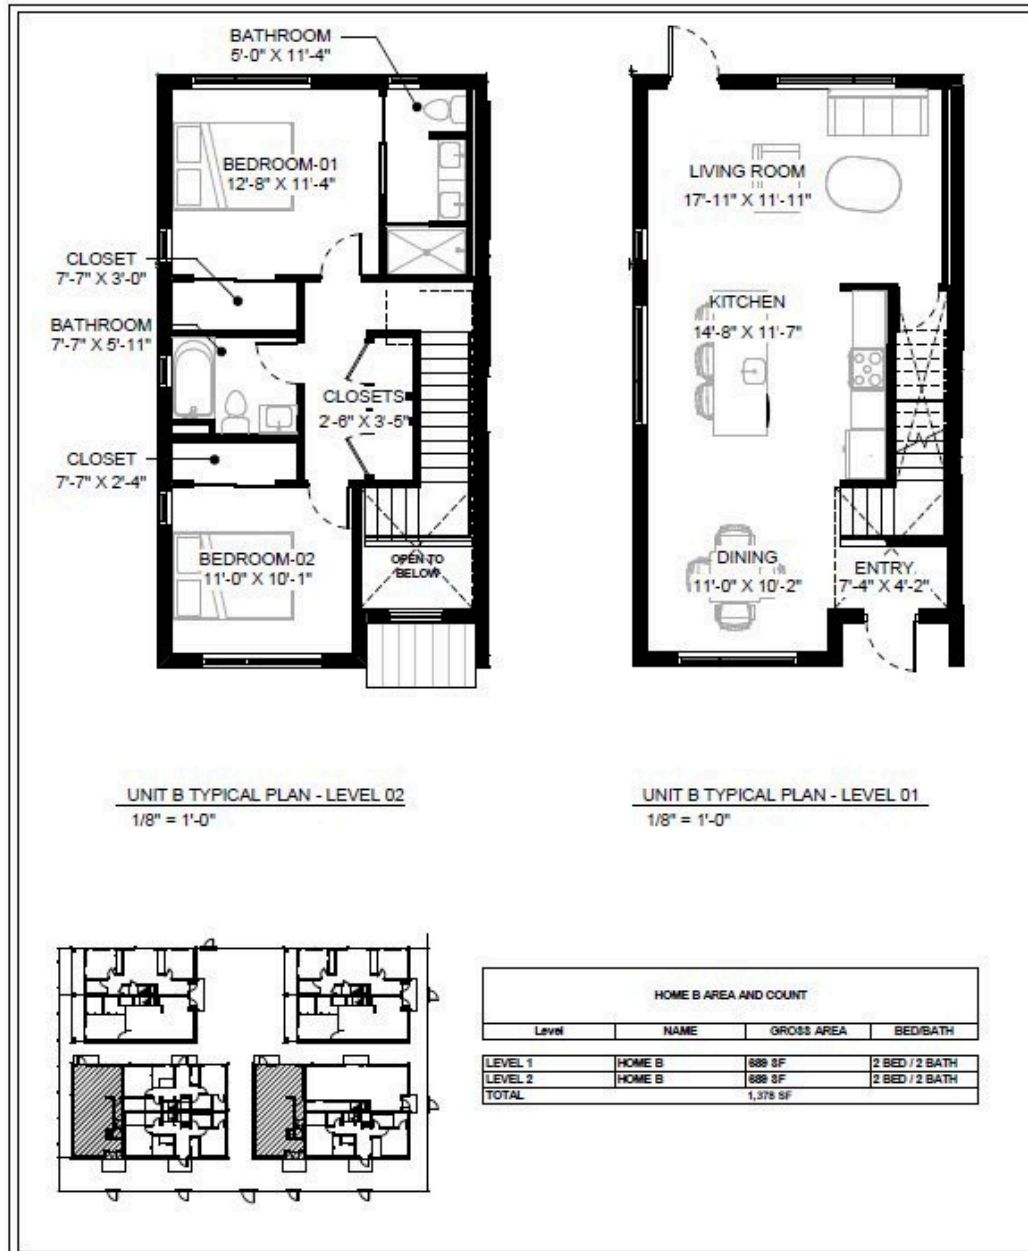 BATHROOM
5'-0" X 11'-4"
BEDROOM-01
12'-8" X 11'-4"
CLOSET
7'-7" X 3'-0"
BATHROOM
7'-7" X 5'-11"
CLOSETS
2'-6" X 3'-5"
CLOSET
7'-7" X 2'-4"
BEDROOM-02
11'-0" X 10'-1"
OPEN TO
BELOW
LIVING ROOM
17'-11" X 11'-11"
KITCHEN
14'-8" X 11'-7"
DINING
11'-0" X 10'-2"
ENTRY
7'-4" X 4'-2"
UNIT B TYPICAL PLAN - LEVEL 02
1/8" = 1'-0"
UNIT B TYPICAL PLAN - LEVEL 01
1/8" = 1'-0"
HOME B AREA AND COUNT
Level NAME GROSS AREA BED/BATH
LEVEL 1 HOME B 689 SF 2 BED / 2 BATH
LEVEL 2 HOME B 689 SF 2 BED / 2 BATH
TOTAL 1,378 SF